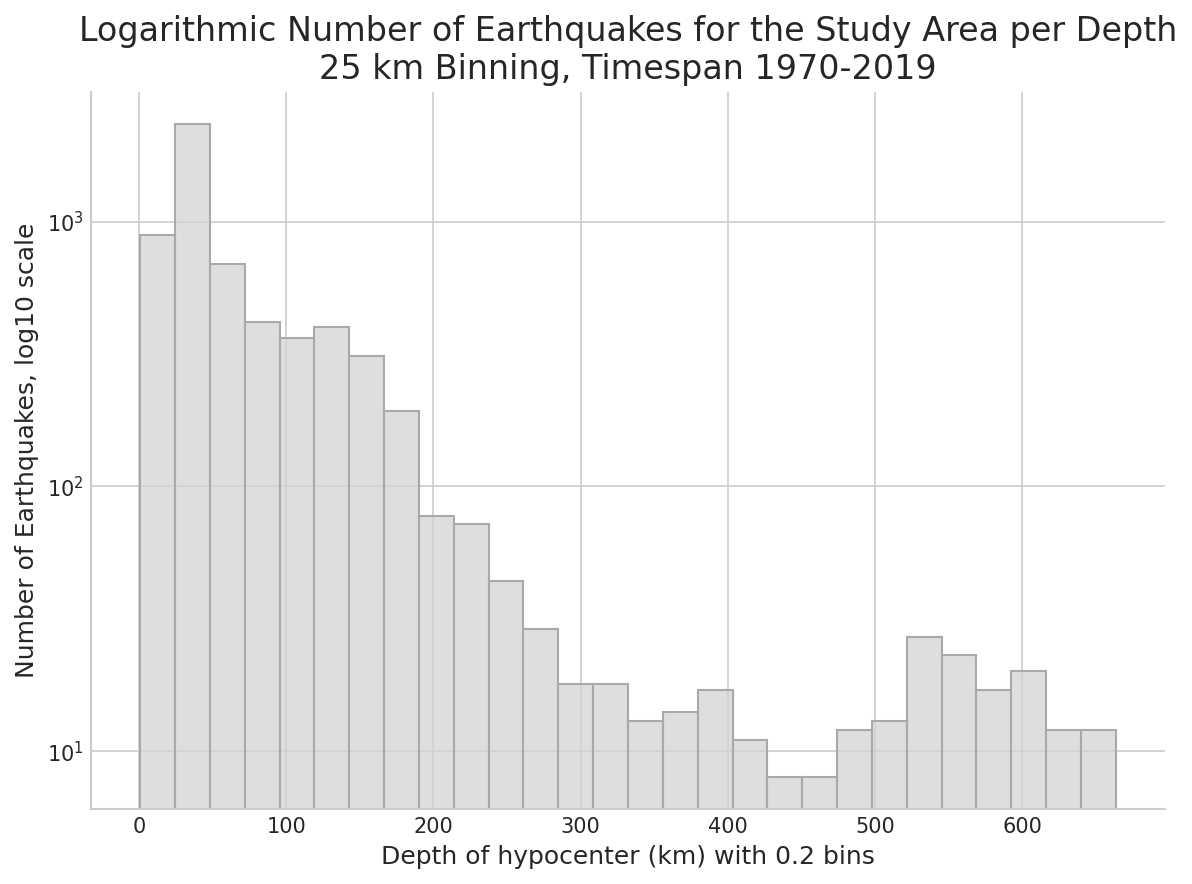 Logarithmic Number of Earthquakes for the Study Area per Depth
25 km Binning, Timespan 1970-2019
Number of Earthquakes, log10 scale
10³
10²
10¹
0 100 200 300 400 500 600
Depth of hypocenter (km) with 0.2 bins